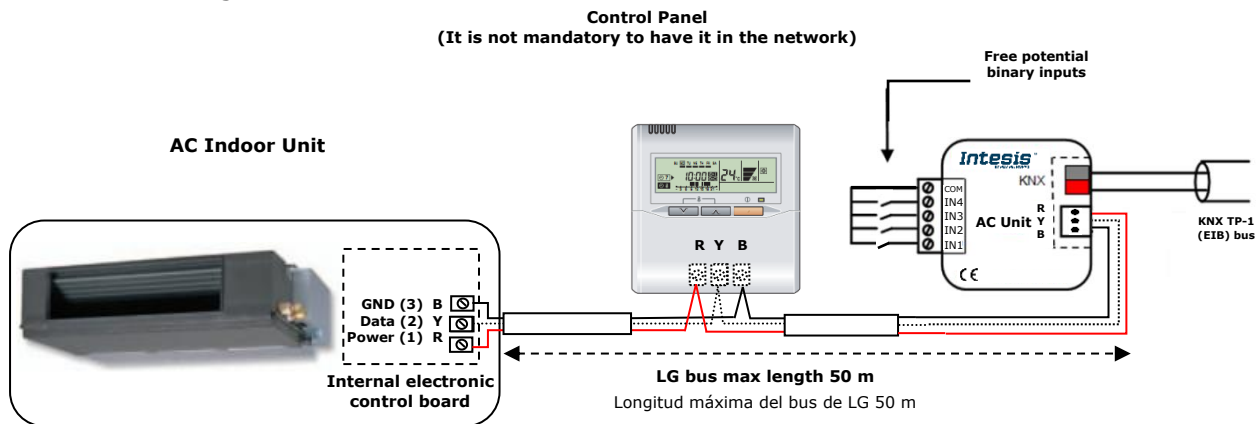 Control Panel
(It is not mandatory to have it in the network)
Free potential
binary inputs
AC Indoor Unit
Intesis
KNX
COM
IN4
IN3
IN2
IN1
AC Unit
R
Y
B
CE
KNX TP-1
(EIB) bus
10:00
24
R Y B
GND (3) B
Data (2) Y
Power (1) R
Internal electronic
control board
LG bus max length 50 m
Longitud máxima del bus de LG 50 m